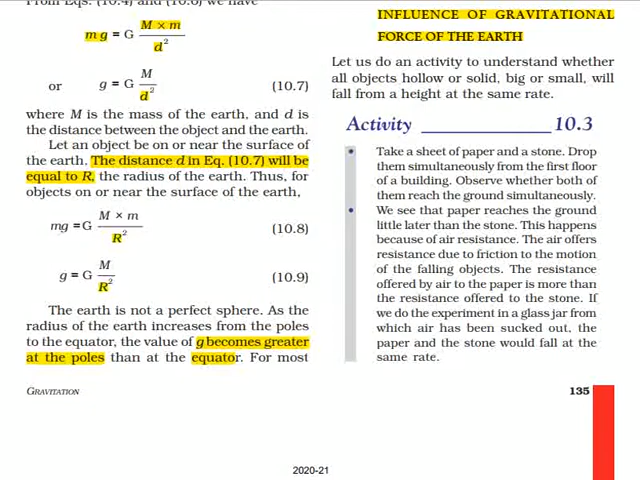 From Eqs. (10.4) and (10.6) we have
m g = G M × m / d²
or g = G M / d² (10.7)
where M is the mass of the earth, and d is
the distance between the object and the earth.
Let an object be on or near the surface of
the earth. The distance d in Eq. (10.7) will be
equal to R, the radius of the earth. Thus, for
objects on or near the surface of the earth,
mg = G M × m / R² (10.8)
g = G M / R² (10.9)
The earth is not a perfect sphere. As the
radius of the earth increases from the poles
to the equator, the value of g becomes greater
at the poles than at the equator. For most
INFLUENCE OF GRAVITATIONAL
FORCE OF THE EARTH
Let us do an activity to understand whether
all objects hollow or solid, big or small, will
fall from a height at the same rate.
Activity ______________ 10.3
• Take a sheet of paper and a stone. Drop
them simultaneously from the first floor
of a building. Observe whether both of
them reach the ground simultaneously.
• We see that paper reaches the ground
little later than the stone. This happens
because of air resistance. The air offers
resistance due to friction to the motion
of the falling objects. The resistance
offered by air to the paper is more than
the resistance offered to the stone. If
we do the experiment in a glass jar from
which air has been sucked out, the
paper and the stone would fall at the
same rate.
GRAVITATION
135
2020-21